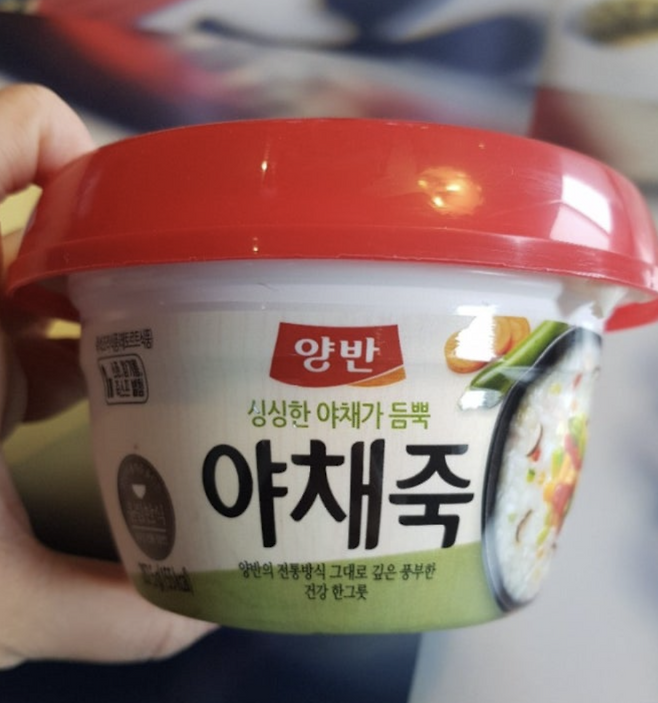 양반
싱싱한 야채가 듬뿍
야채죽
양반의 전통방식 그대로 깊은 풍부한
건강 한그릇